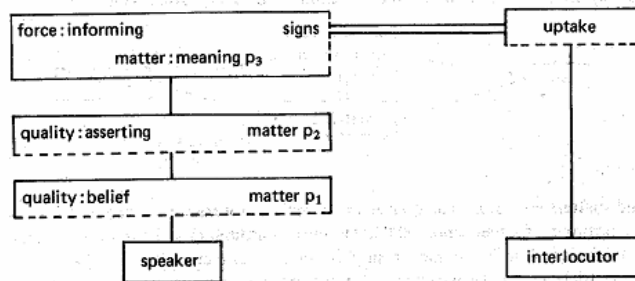 force : informing signs
matter : meaning p₃
uptake
quality : asserting matter p₂
quality : belief matter p₁
speaker
interlocutor